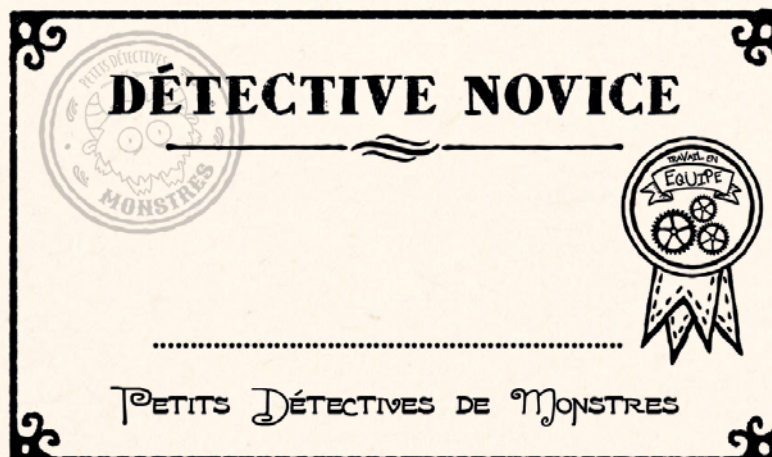 PETITS DÉTECTIVES
MONSTRES
DÉTECTIVE NOVICE
TRAVAIL EN
EQUIPE
PETITS DÉTECTIVES DE MONSTRES